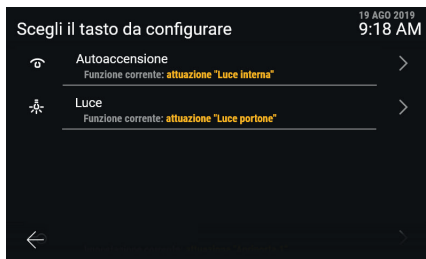 19 AGO 2019
Scegli il tasto da configurare
9:18 AM
Autoaccensione
Funzione corrente: attuazione "Luce interna"
Luce
Funzione corrente: attuazione "Luce portone"